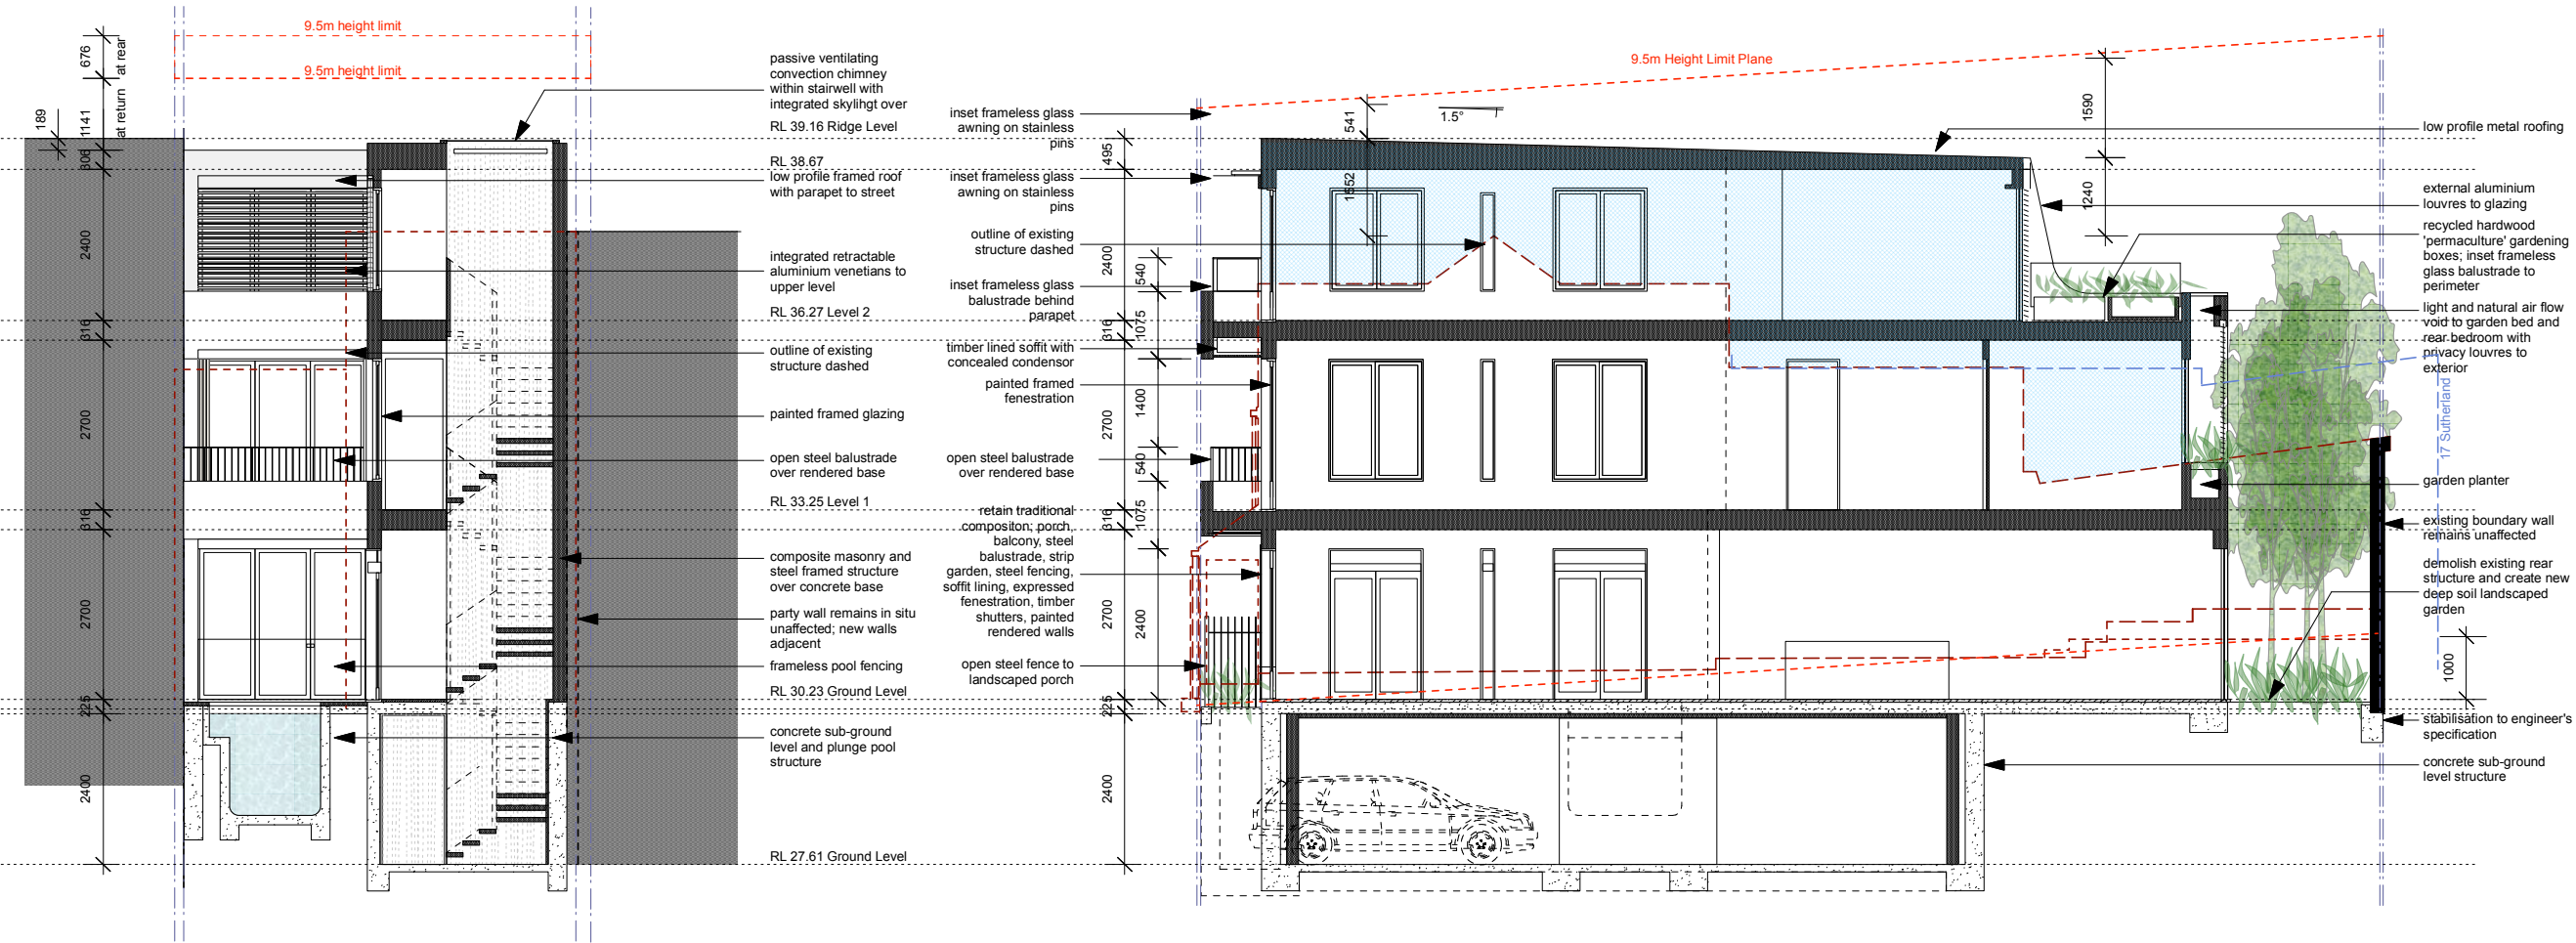 9.5m height limit
9.5m height limit
676
at rear
1141
at return
189
306
2400
316
2700
316
2700
225
2400
passive ventilating
convection chimney
within stairwell with
integrated skylihgt over
RL 39.16 Ridge Level
RL 38.67
low profile framed roof
with parapet to street
integrated retractable
aluminium venetians to
upper level
RL 36.27 Level 2
outline of existing
structure dashed
painted framed glazing
open steel balustrade
over rendered base
RL 33.25 Level 1
composite masonry and
steel framed structure
over concrete base
party wall remains in situ
unaffected; new walls
adjacent
frameless pool fencing
RL 30.23 Ground Level
concrete sub-ground
level and plunge pool
structure
RL 27.61 Ground Level
inset frameless glass
awning on stainless
pins
inset frameless glass
awning on stainless
pins
outline of existing
structure dashed
inset frameless glass
balustrade behind
parapet
timber lined soffit with
concealed condensor
painted framed
fenestration
open steel balustrade
over rendered base
retain traditional
compositon; porch,
balcony, steel
balustrade, strip
garden, steel fencing,
soffit lining, expressed
fenestration, timber
shutters, painted
rendered walls
open steel fence to
landscaped porch
495
2400
316
2700
316
2700
225
2400
540
1075
1400
540
1075
2400
9.5m Height Limit Plane
541
1552
1.5°
1590
1240
low profile metal roofing
external aluminium
louvres to glazing
recycled hardwood
'permaculture' gardening
boxes; inset frameless
glass balustrade to
perimeter
light and natural air flow
void to garden bed and
rear bedroom with
privacy louvres to
exterior
17 Sutherland
garden planter
existing boundary wall
remains unaffected
demolish existing rear
structure and create new
deep soil landscaped
garden
1000
stabilisation to engineer's
specification
concrete sub-ground
level structure